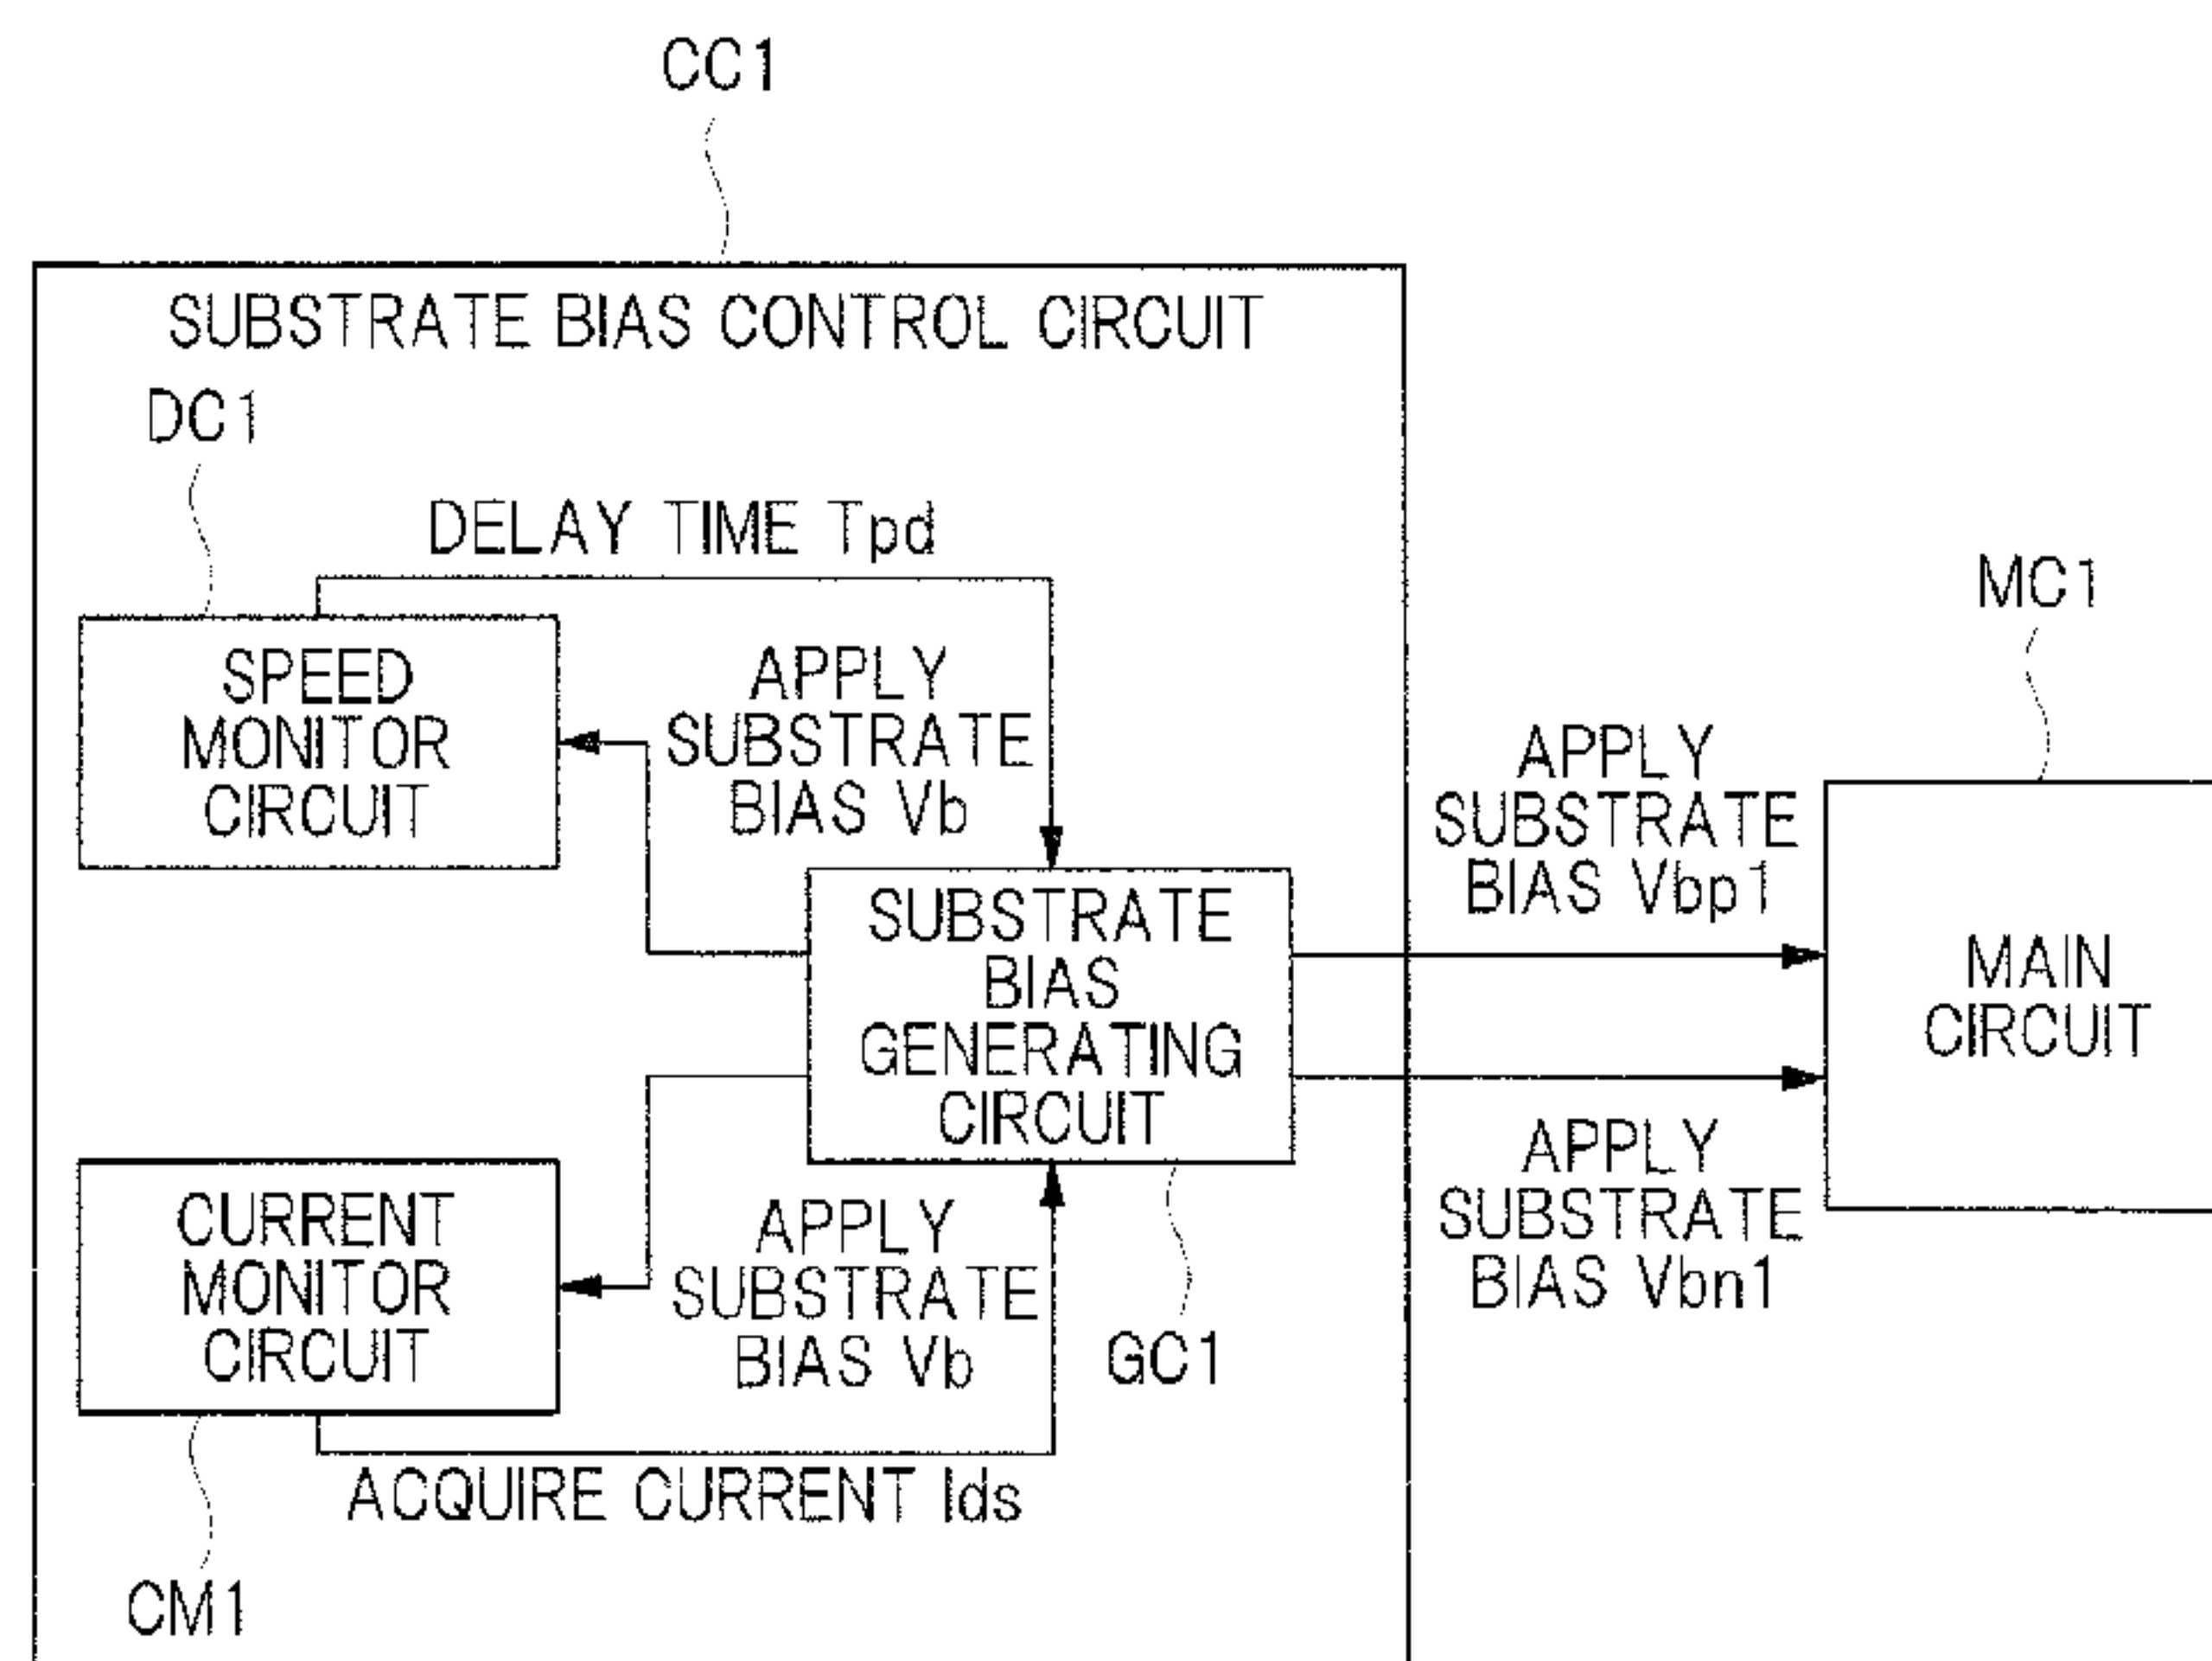 CC1
SUBSTRATE BIAS CONTROL CIRCUIT
DC1
DELAY TIME Tpd
SPEED
MONITOR
CIRCUIT
APPLY
SUBSTRATE
BIAS Vb
MC1
APPLY
SUBSTRATE
BIAS Vbp1
SUBSTRATE
BIAS
GENERATING
CIRCUIT
MAIN
CIRCUIT
CURRENT
MONITOR
CIRCUIT
APPLY
SUBSTRATE
BIAS Vb
APPLY
SUBSTRATE
BIAS Vbn1
GC1
ACQUIRE CURRENT Ids
CM1